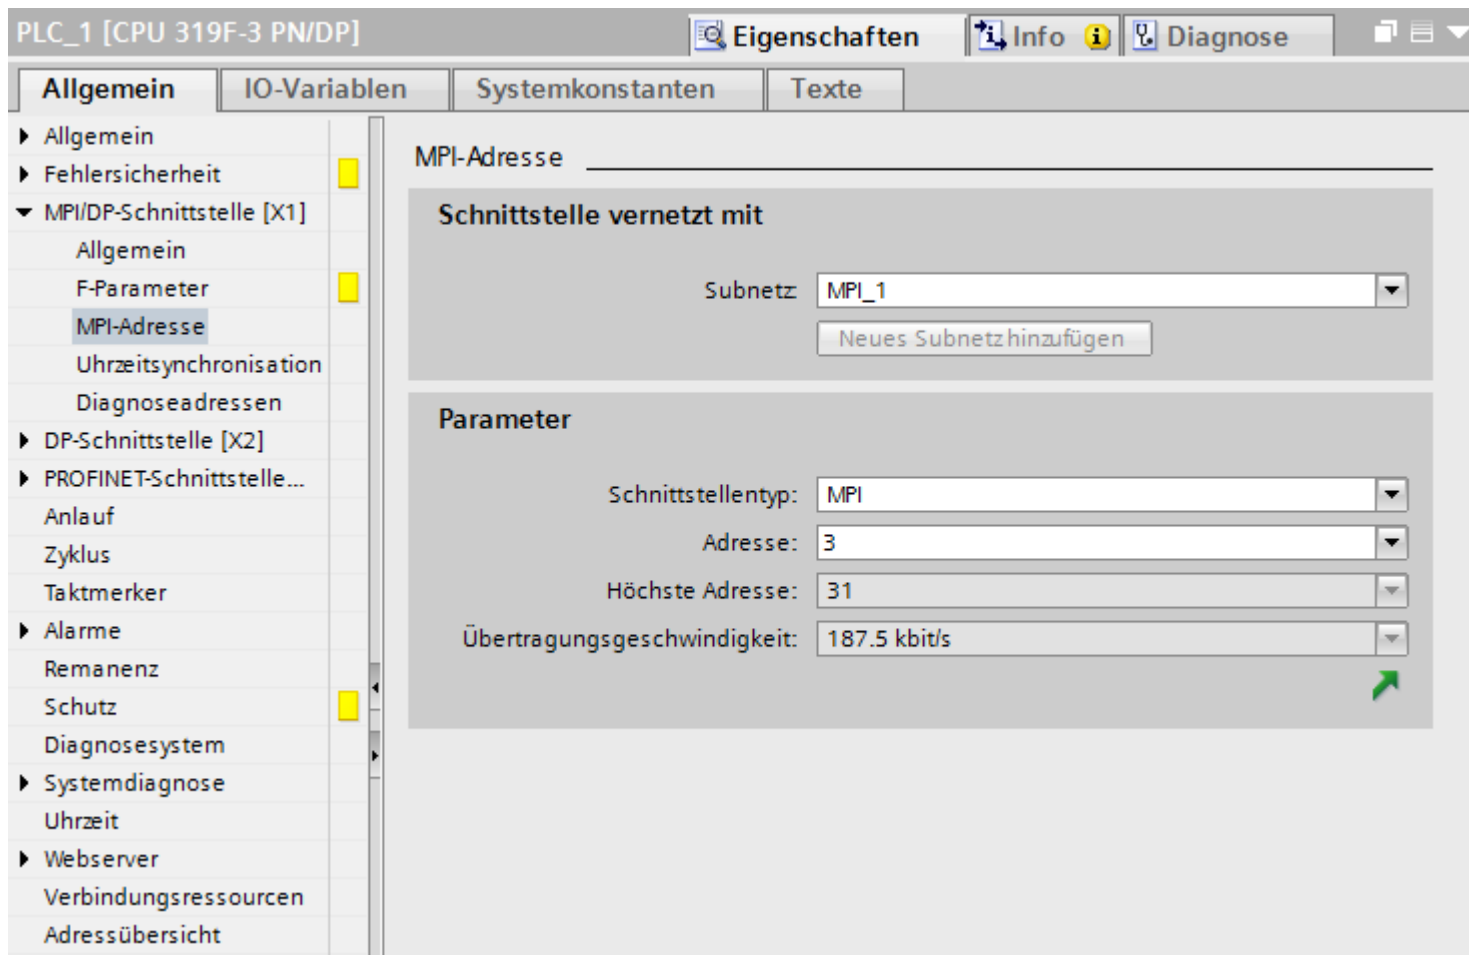 PLC_1 [CPU 319F-3 PN/DP]
Eigenschaften
Info
Diagnose
Allgemein
IO-Variablen
Systemkonstanten
Texte
Allgemein
Fehlersicherheit
MPI/DP-Schnittstelle [X1]
Allgemein
F-Parameter
MPI-Adresse
Uhrzeitsynchronisation
Diagnoseadressen
DP-Schnittstelle [X2]
PROFINET-Schnittstelle...
Anlauf
Zyklus
Taktmerker
Alarme
Remanenz
Schutz
Diagnosesystem
Systemdiagnose
Uhrzeit
Webserver
Verbindungsressourcen
Adressübersicht
MPI-Adresse
Schnittstelle vernetzt mit
Subnetz: MPI_1
Neues Subnetz hinzufügen
Parameter
Schnittstellentyp: MPI
Adresse: 3
Höchste Adresse: 31
Übertragungsgeschwindigkeit: 187.5 kbit/s